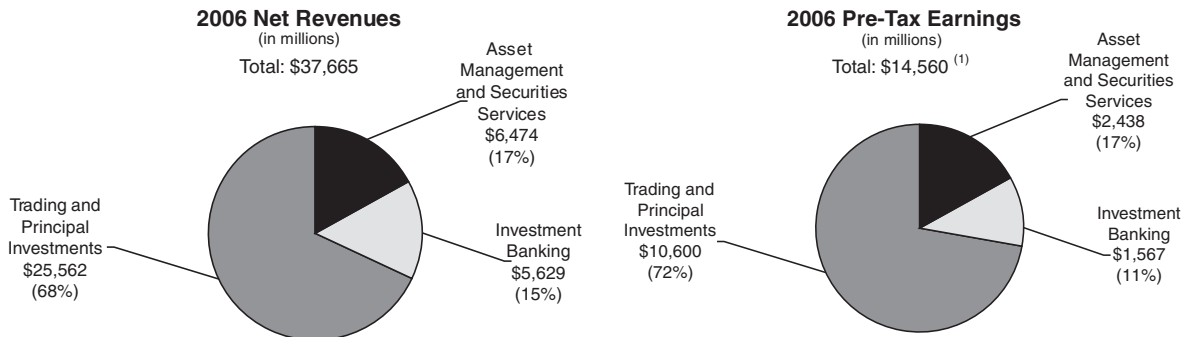 2006 Net Revenues
(in millions)
Total: $37,665
Asset
Management
and Securities
Services
$6,474
(17%)
Investment
Banking
$5,629
(15%)
Trading and
Principal
Investments
$25,562
(68%)
2006 Pre-Tax Earnings
(in millions)
Total: $14,560 (1)
Asset
Management
and Securities
Services
$2,438
(17%)
Investment
Banking
$1,567
(11%)
Trading and
Principal
Investments
$10,600
(72%)